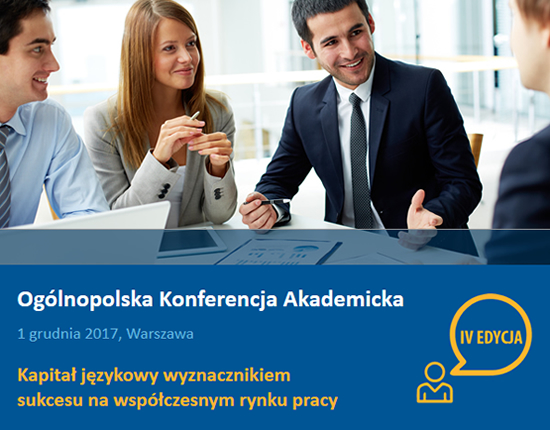 Ogólnopolska Konferencja Akademicka
1 grudnia 2017, Warszawa
IV EDYCJA
Kapitał językowy wyznacznikiem
sukcesu na współczesnym rynku pracy